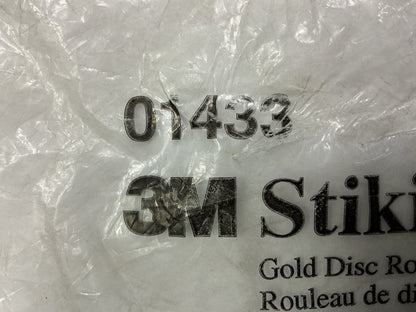 01433
3M Stiki
Gold Disc Ro
Rouleau de di